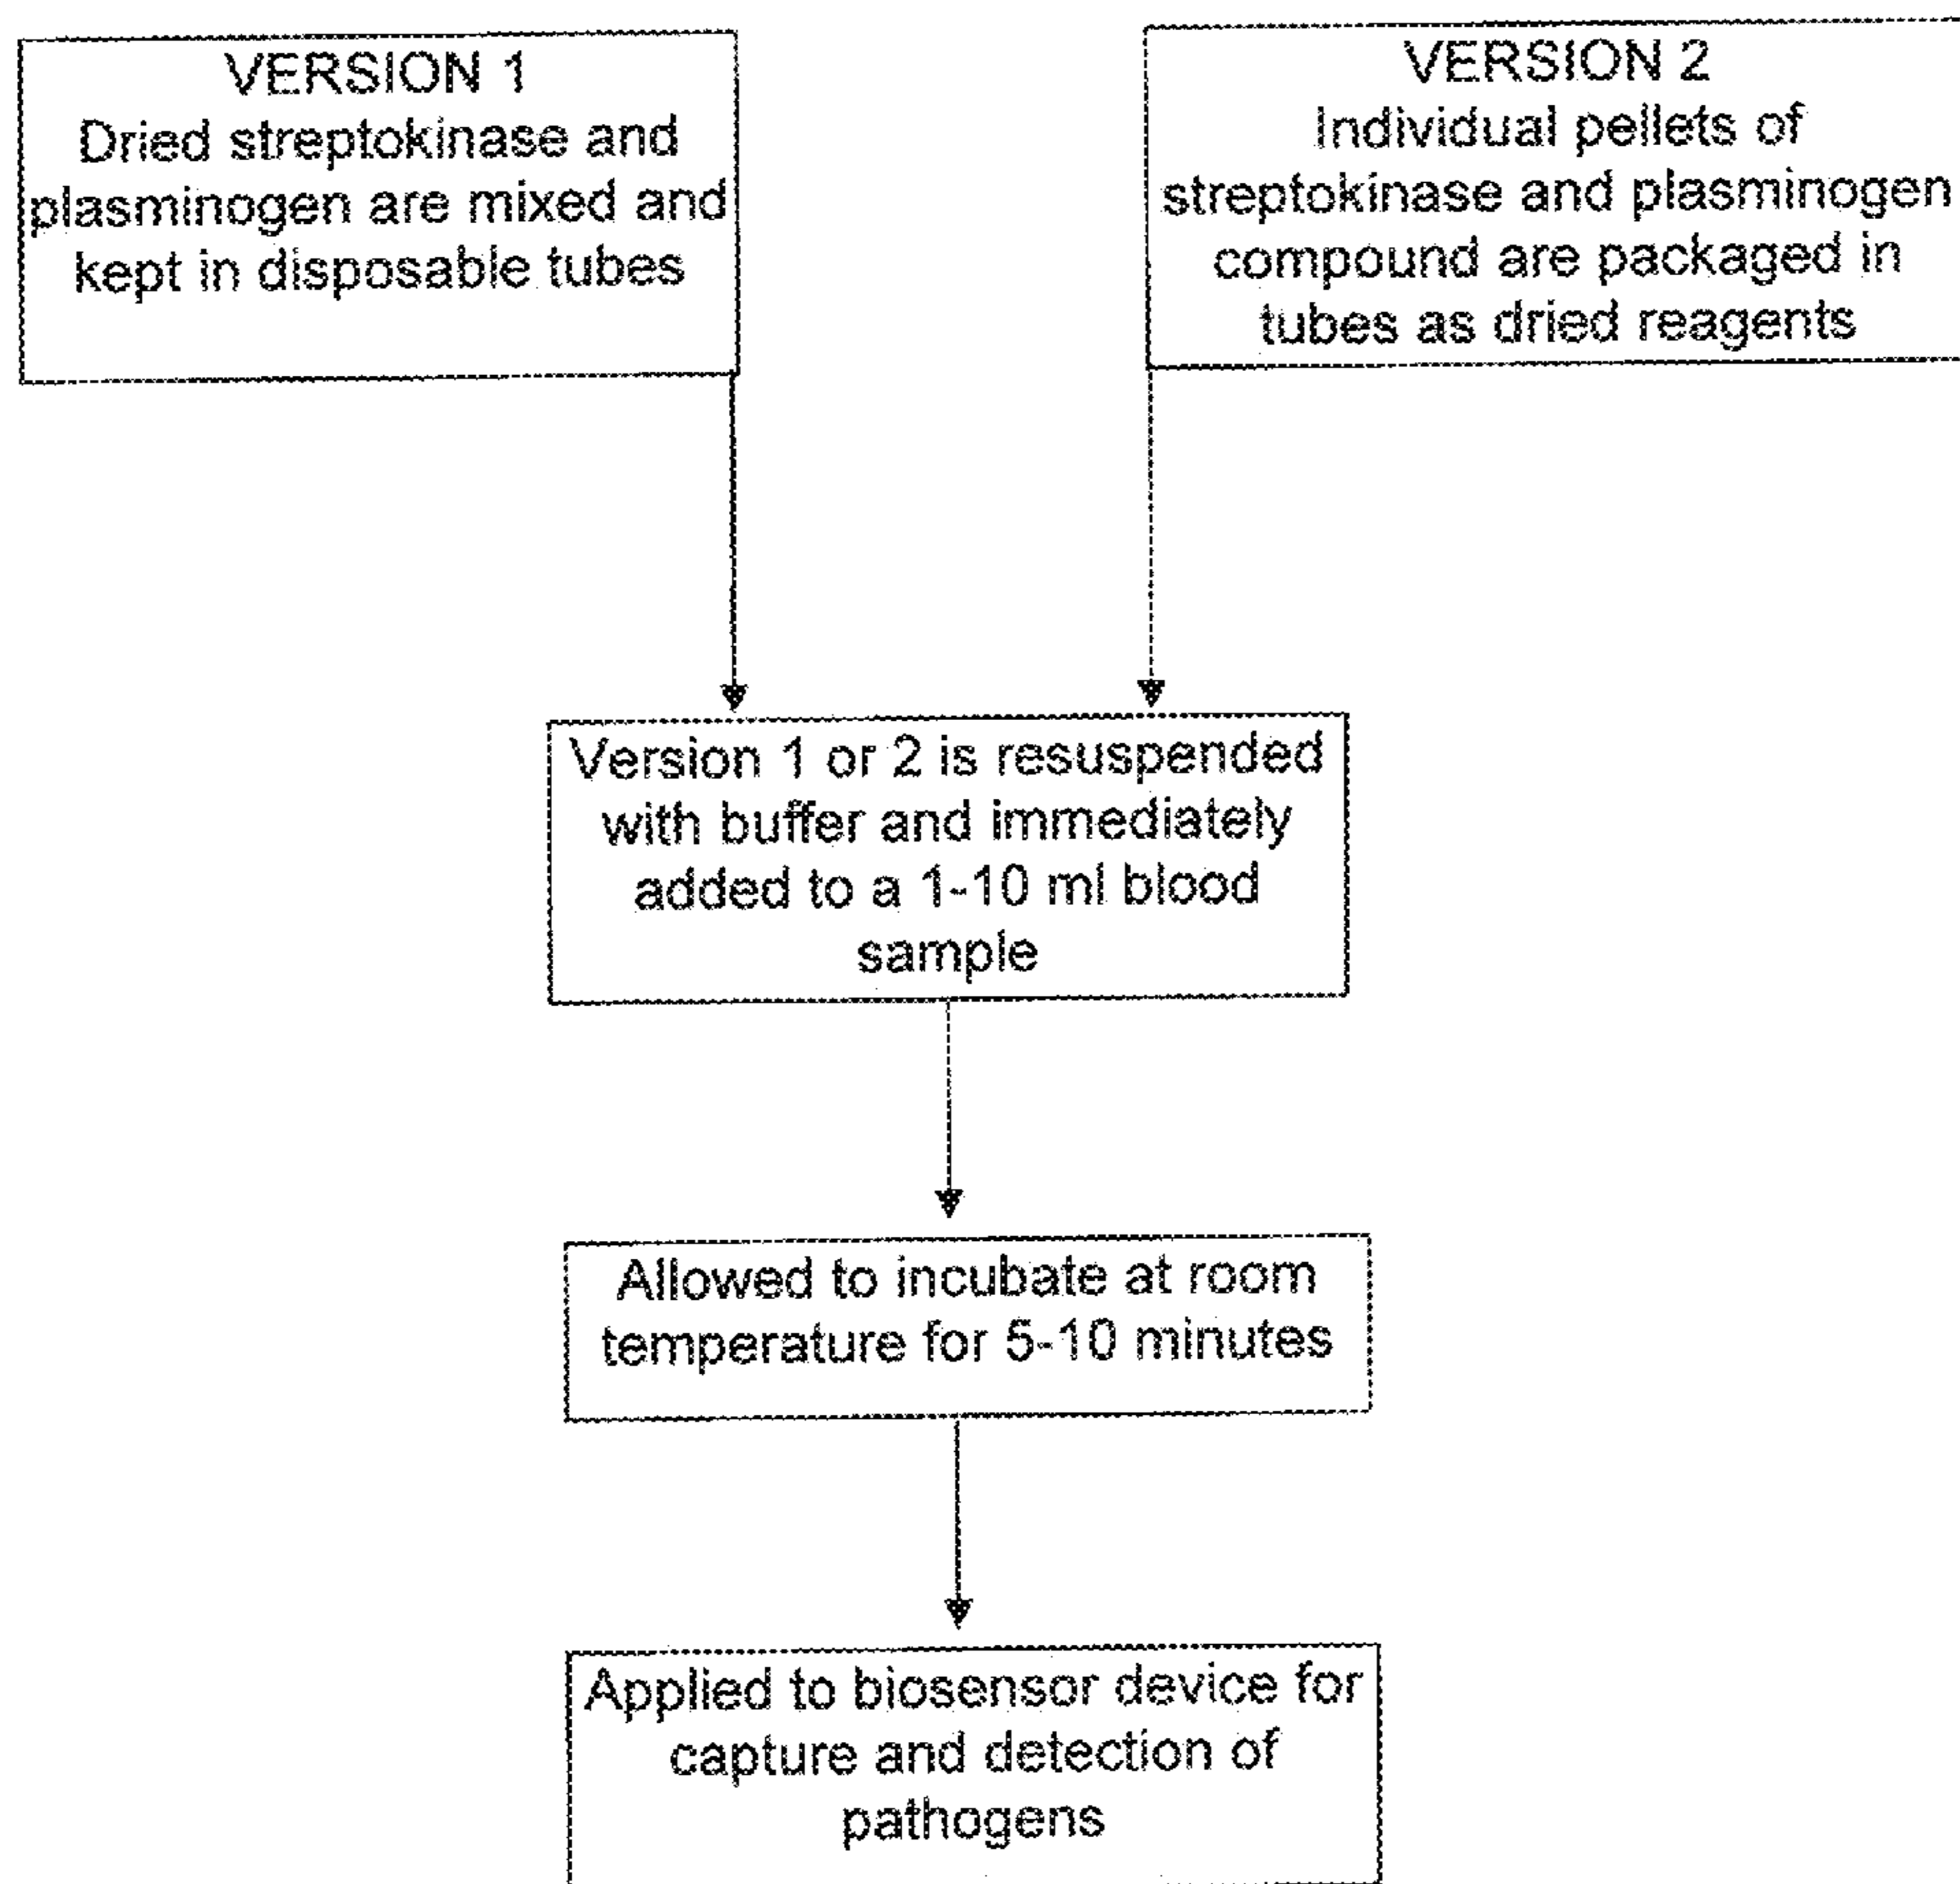 VERSION 1
Dried streptokinase and
plasminogen are mixed and
kept in disposable tubes
VERSION 2
Individual pellets of
streptokinase and plasminogen
compound are packaged in
tubes as dried reagents
Version 1 or 2 is resuspended
with buffer and immediately
added to a 1-10 ml blood
sample
Allowed to incubate at room
temperature for 5-10 minutes
Applied to biosensor device for
capture and detection of
pathogens